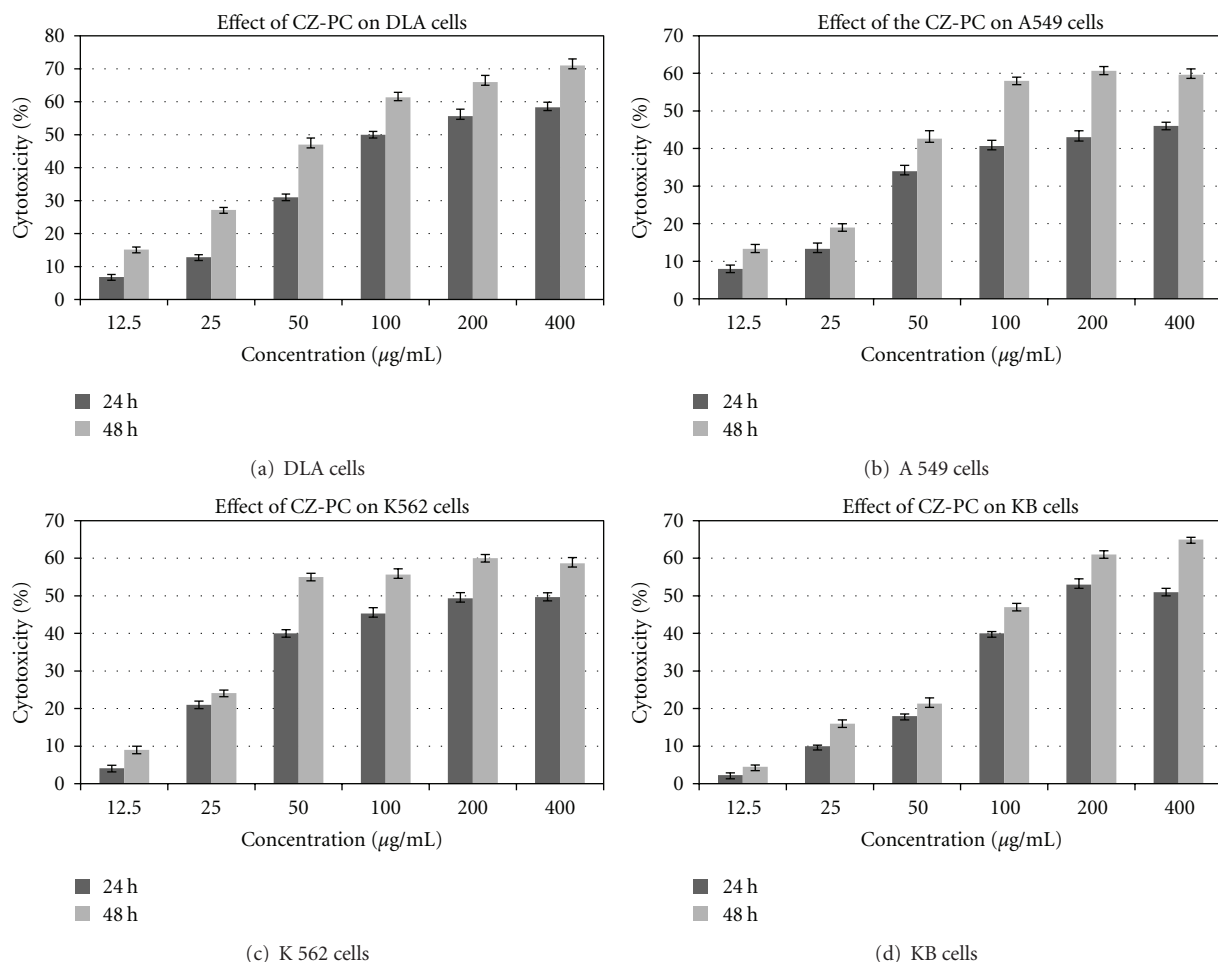 Effect of CZ-PC on DLA cells
80
70
60
50
40
30
20
10
0
Cytotoxicity (%)
12.5 25 50 100 200 400
Concentration (µg/mL)
24 h
48 h
(a) DLA cells
Effect of the CZ-PC on A549 cells
70
60
50
40
30
20
10
0
Cytotoxicity (%)
12.5 25 50 100 200 400
Concentration (µg/mL)
24 h
48 h
(b) A 549 cells
Effect of CZ-PC on K562 cells
70
60
50
40
30
20
10
0
Cytotoxicity (%)
12.5 25 50 100 200 400
Concentration (µg/mL)
24 h
48 h
(c) K 562 cells
Effect of CZ-PC on KB cells
70
60
50
40
30
20
10
0
Cytotoxicity (%)
12.5 25 50 100 200 400
Concentration (µg/mL)
24 h
48 h
(d) KB cells